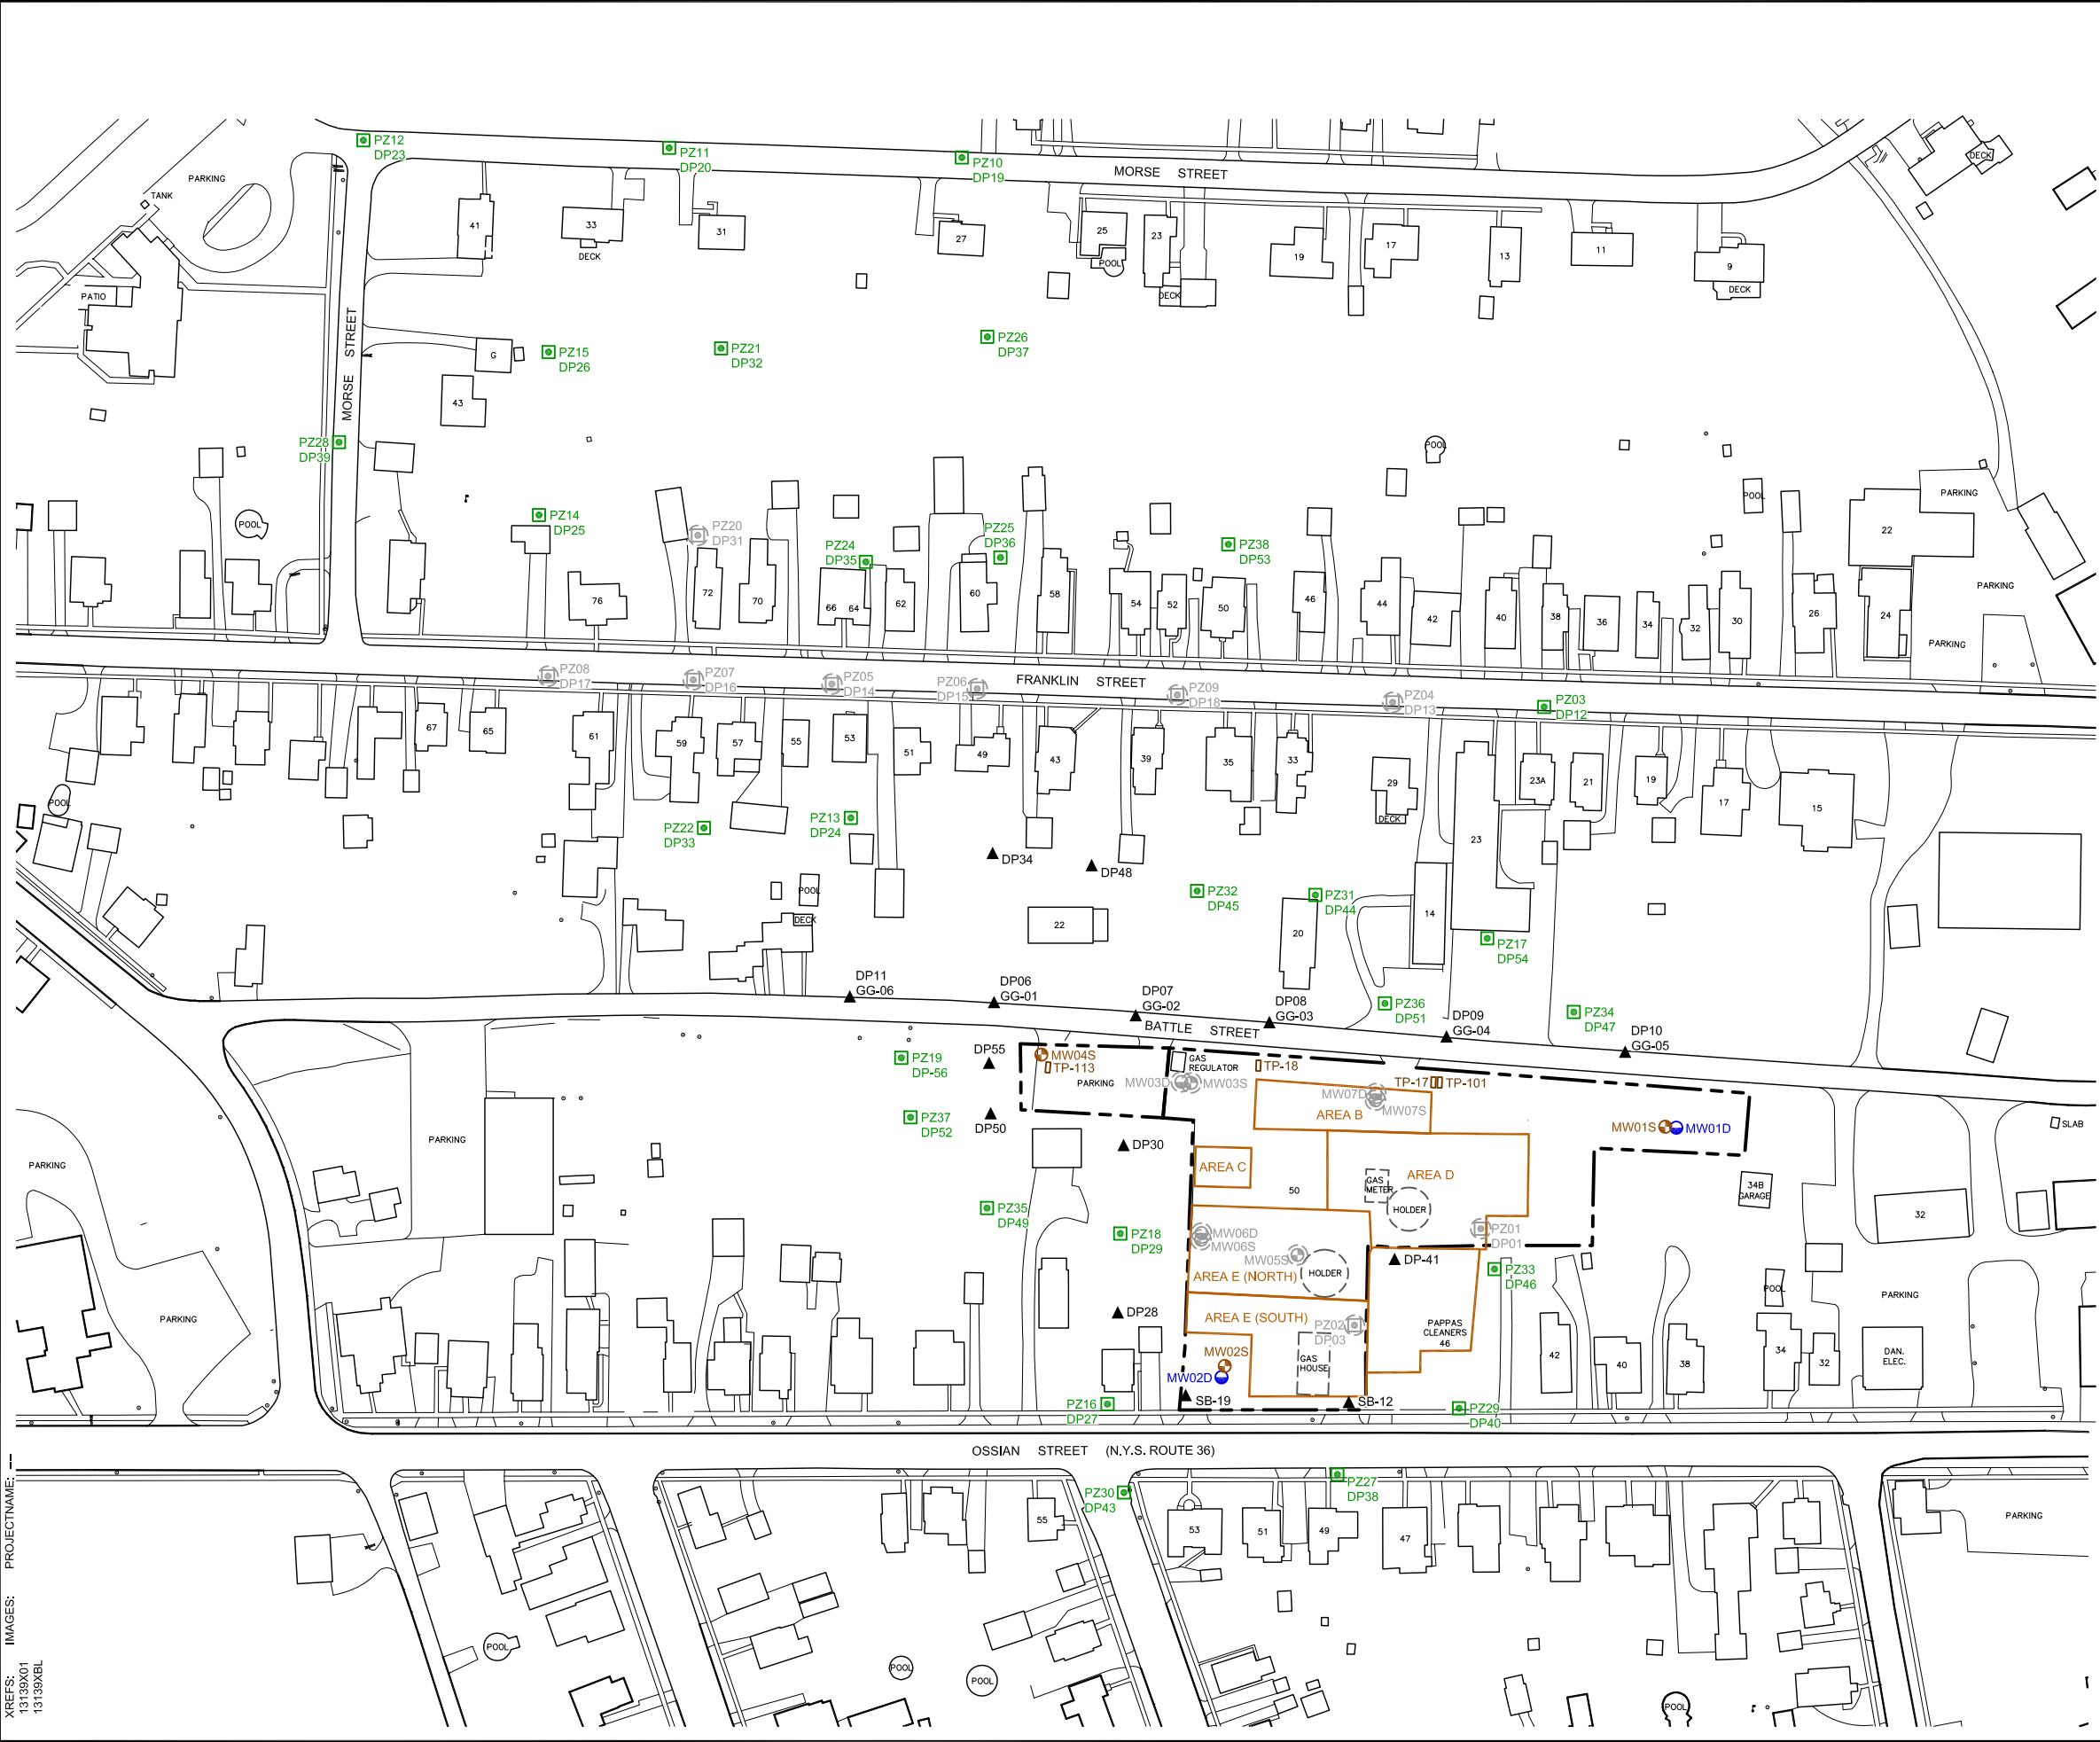 PZ12
DP23
PZ11
DP20
PZ10
DP19
MORSE STREET
DECK
PARKING
TANK
41
33
DECK
31
27
25
POOL
23
DECK
19
17
13
11
9
DECK
PATIO
MORSE STREET
G
43
PZ15
DP26
PZ21
DP32
PZ26
DP37
PZ28
DP39
POOL
POOL
PARKING
POOL
PZ14
DP25
PZ20
DP31
PZ24
DP35
PZ25
DP36
PZ38
DP53
22
PARKING
76
72
70
66
64
62
60
58
54
52
50
46
44
42
40
38
36
34
32
30
26
24
PARKING
PZ08
DP17
PZ07
DP16
PZ05
DP14
PZ06
DP15
FRANKLIN STREET
PZ09
DP18
PZ04
DP13
PZ03
DP12
67
65
61
59
57
55
53
51
49
43
39
35
33
29
DECK
23
23A
21
19
17
15
POOL
PZ22
DP33
PZ13
DP24
DP34
DP48
POOL
DECK
PZ32
DP45
PZ31
DP44
22
20
14
PZ17
DP54
DP11
GG-06
DP06
GG-01
DP07
GG-02
DP08
GG-03
PZ36
DP51
DP09
GG-04
PZ34
DP47
DP10
GG-05
BATTLE STREET
PZ19
DP-56
DP55
MW04S
TP-113
PARKING
GAS
REGULATOR
TP-18
MW03D
MW03S
TP-17
TP-101
MW07D
MW07S
AREA B
PZ37
DP52
DP50
DP30
MW01S
MW01D
SLAB
PARKING
PARKING
AREA C
50
AREA D
GAS
METER
HOLDER
34B
GARAGE
32
PZ35
DP49
PZ18
DP29
MW06D
MW06S
MW05S
HOLDER
PZ01
DP01
DP-41
PZ33
DP46
AREA E (NORTH)
POOL
PARKING
PARKING
DP28
AREA E (SOUTH)
PZ02
DP03
PAPPAS
CLEANERS
46
GAS
HOUSE
MW02S
MW02D
42
40
38
34
32
DAN.
ELEC.
PZ16
DP27
SB-19
SB-12
PZ29
DP40
OSSIAN STREET (N.Y.S. ROUTE 36)
PZ30
DP43
PZ27
DP38
55
53
51
49
47
PARKING
POOL
POOL
POOL
POOL
XREFS:
13139X01
13139XBL
IMAGES:
PROJECTNAME: ---